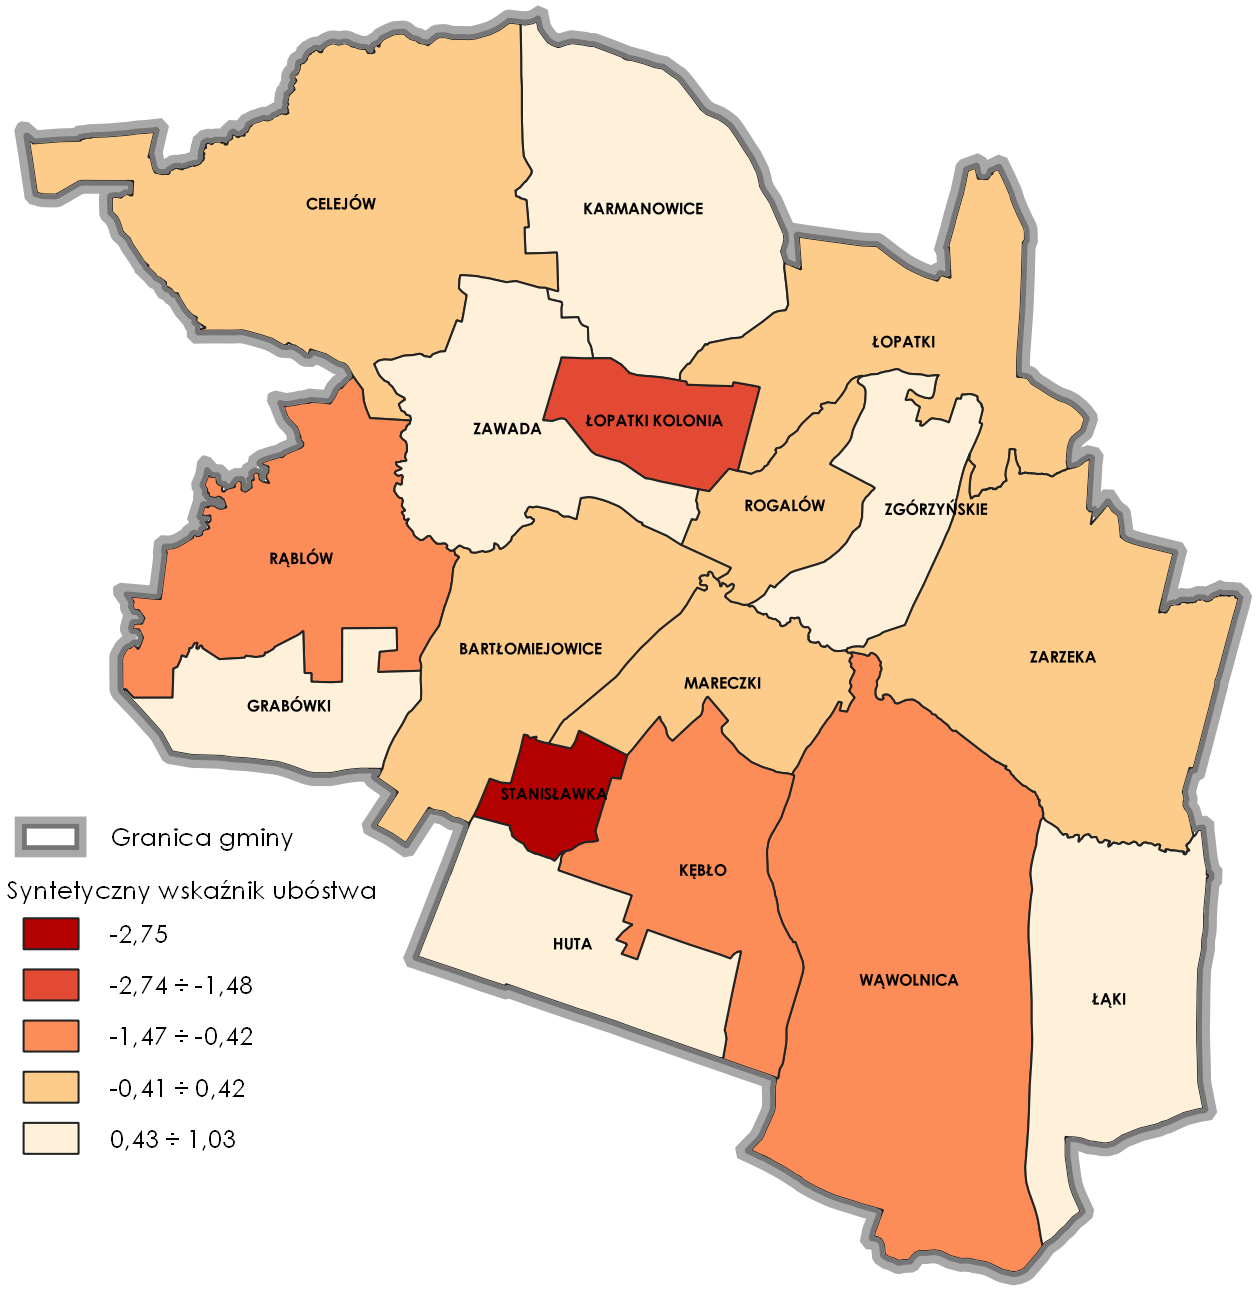 CELEJÓW
KARMANOWICE
ŁOPATKI
ZAWADA
ŁOPATKI KOLONIA
ROGALÓW
ZGÓRZYŃSKIE
RĄBLÓW
BARTŁOMIEJOWICE
ZARZEKA
MARECZKI
GRABÓWKI
STANISŁAWKA
KĘBŁO
HUTA
WĄWOLNICA
ŁĄKI
Granica gminy
Syntetyczny wskaźnik ubóstwa
-2,75
-2,74 ÷ -1,48
-1,47 ÷ -0,42
-0,41 ÷ 0,42
0,43 ÷ 1,03